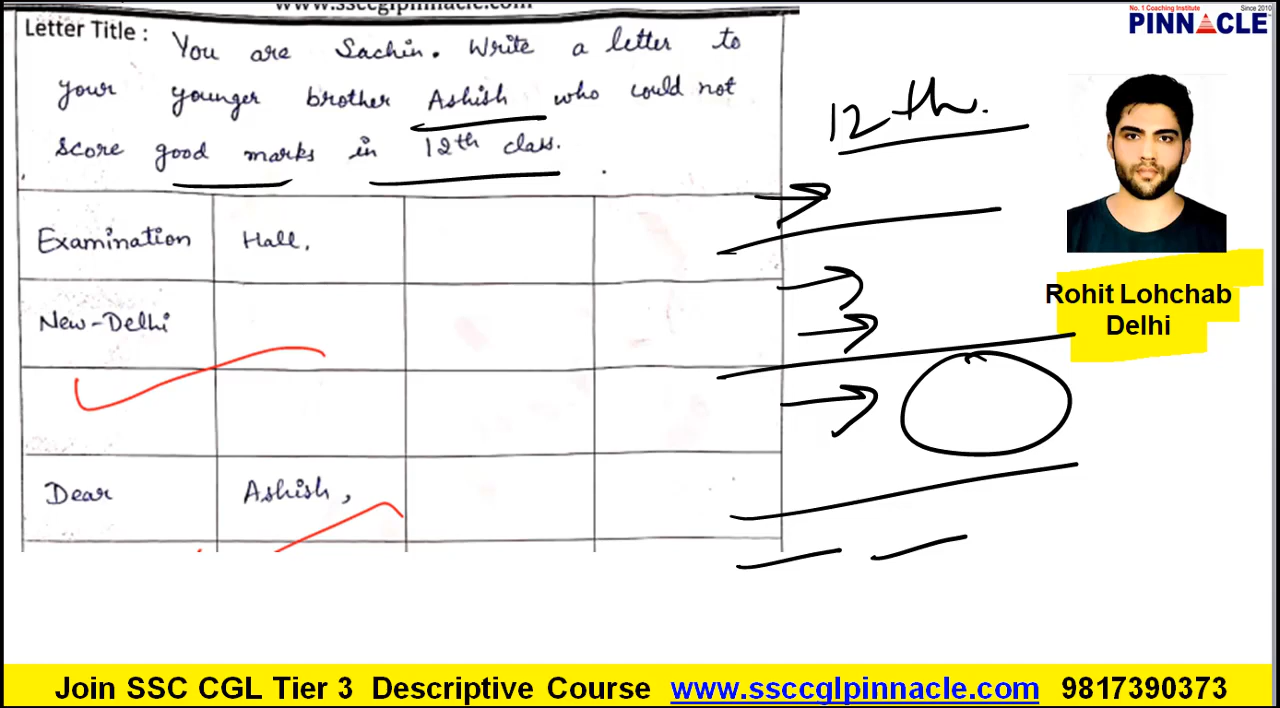 www.ssccglpinnacle.com
Letter Title : You are Sachin. Write a letter to
your younger brother Ashish who could not
score good marks in 12th class.
Examination Hall,
New-Delhi
Dear Ashish,
12th.
No. 1 Coaching Institute Since 2010
PINNACLE
Rohit Lohchab
Delhi
Join SSC CGL Tier 3 Descriptive Course www.ssccglpinnacle.com 9817390373